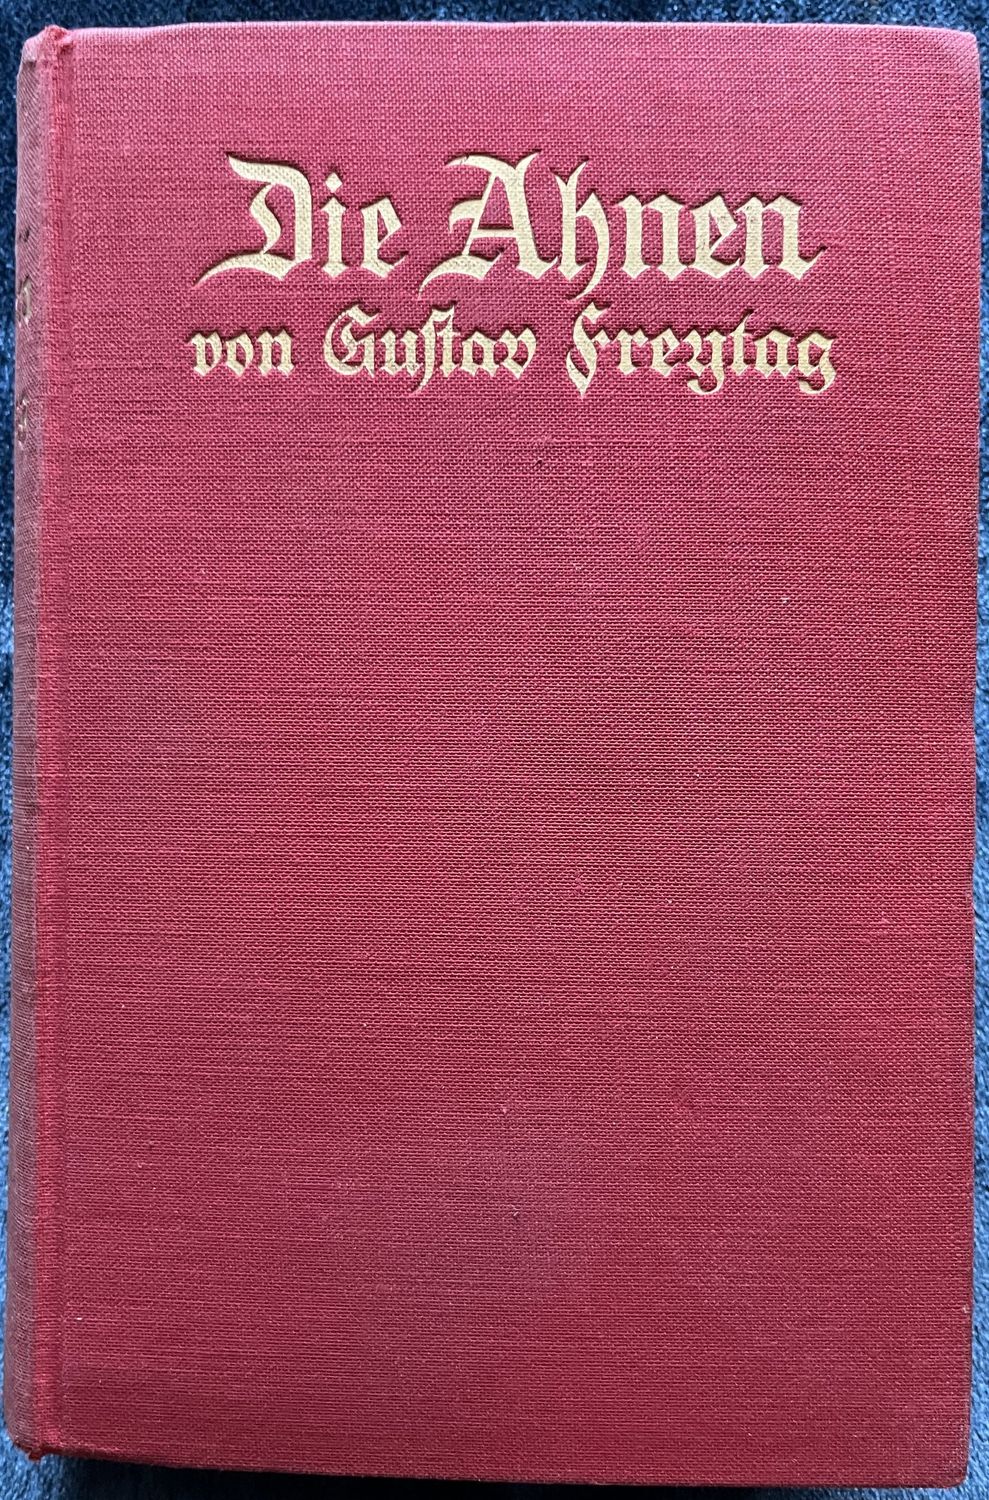 Die Ahnen
von Guſtav Freytag